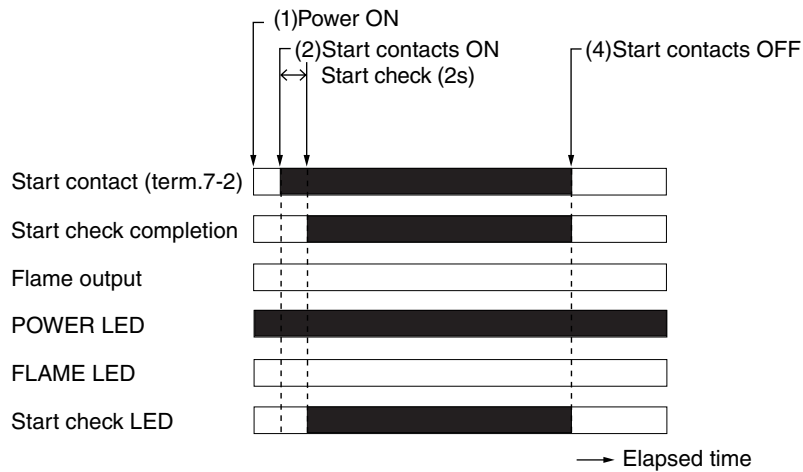 (1)Power ON
(2)Start contacts ON
(4)Start contacts OFF
Start check (2s)
Start contact (term.7-2)
Start check completion
Flame output
POWER LED
FLAME LED
Start check LED
Elapsed time